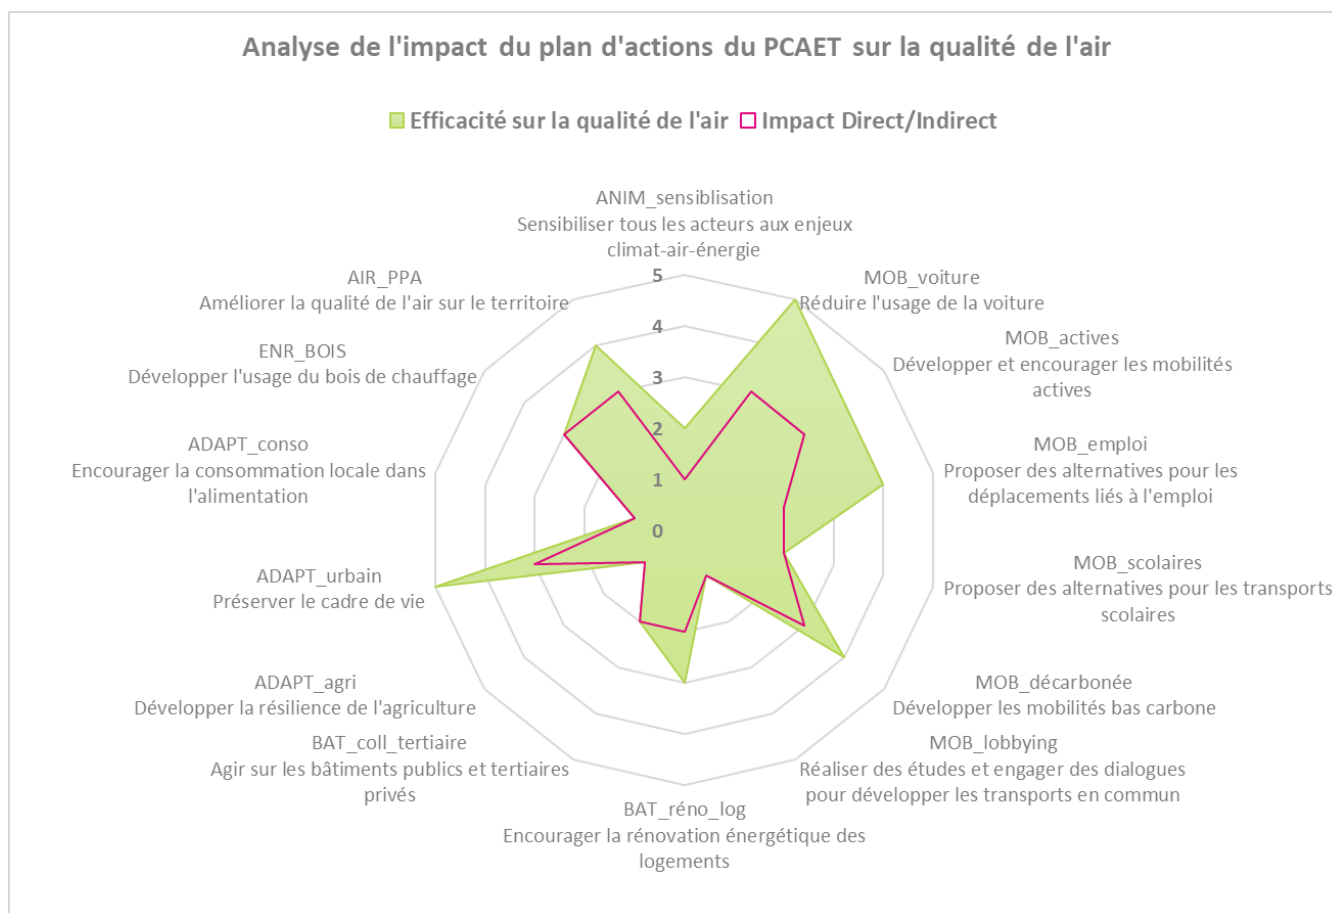 Analyse de l'impact du plan d'actions du PCAET sur la qualité de l'air
Efficacité sur la qualité de l'air
Impact Direct/Indirect
ANIM_sensiblisation
Sensibiliser tous les acteurs aux enjeux
climat-air-énergie
MOB_voiture
Réduire l'usage de la voiture
MOB_actives
Développer et encourager les mobilités
actives
MOB_emploi
Proposer des alternatives pour les
déplacements liés à l'emploi
MOB_scolaires
Proposer des alternatives pour les transports
scolaires
MOB_décarbonée
Développer les mobilités bas carbone
MOB_lobbying
Réaliser des études et engager des dialogues
pour développer les transports en commun
BAT_réno_log
Encourager la rénovation énergétique des
logements
BAT_coll_tertiaire
Agir sur les bâtiments publics et tertiaires
privés
ADAPT_agri
Développer la résilience de l'agriculture
ADAPT_urbain
Préserver le cadre de vie
ADAPT_conso
Encourager la consommation locale dans
l'alimentation
ENR_BOIS
Développer l'usage du bois de chauffage
AIR_PPA
Améliorer la qualité de l'air sur le territoire
5
4
3
2
1
0